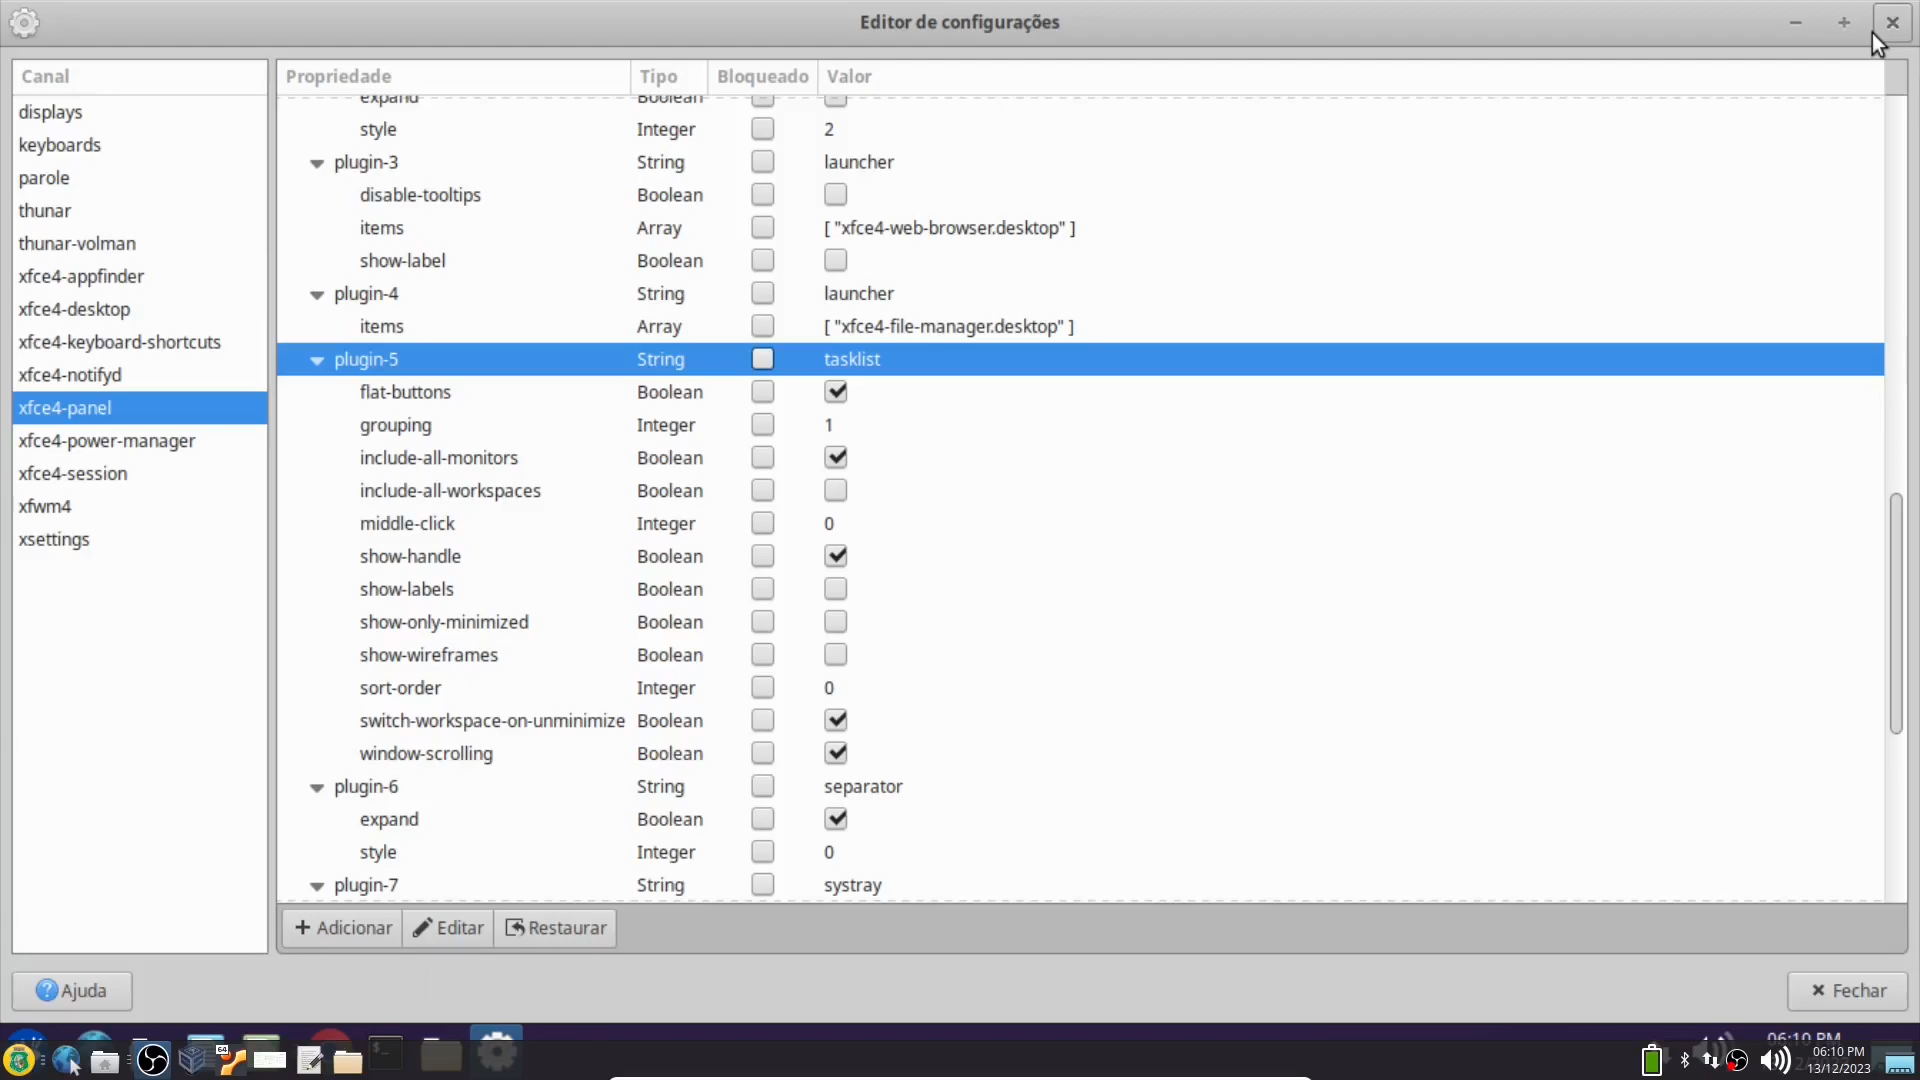 Editor de configurações
Canal
displays
keyboards
parole
thunar
thunar-volman
xfce4-appfinder
xfce4-desktop
xfce4-keyboard-shortcuts
xfce4-notifyd
xfce4-panel
xfce4-power-manager
xfce4-session
xfwm4
xsettings
Propriedade Tipo Bloqueado Valor
expand Boolean
style Integer 2
plugin-3 String launcher
disable-tooltips Boolean
items Array [ "xfce4-web-browser.desktop" ]
show-label Boolean
plugin-4 String launcher
items Array [ "xfce4-file-manager.desktop" ]
plugin-5 String tasklist
flat-buttons Boolean
grouping Integer 1
include-all-monitors Boolean
include-all-workspaces Boolean
middle-click Integer 0
show-handle Boolean
show-labels Boolean
show-only-minimized Boolean
show-wireframes Boolean
sort-order Integer 0
switch-workspace-on-unminimize Boolean
window-scrolling Boolean
plugin-6 String separator
expand Boolean
style Integer 0
plugin-7 String systray
Adicionar Editar Restaurar
Ajuda Fechar
06:10 PM
64
06:10 PM
13/12/2023